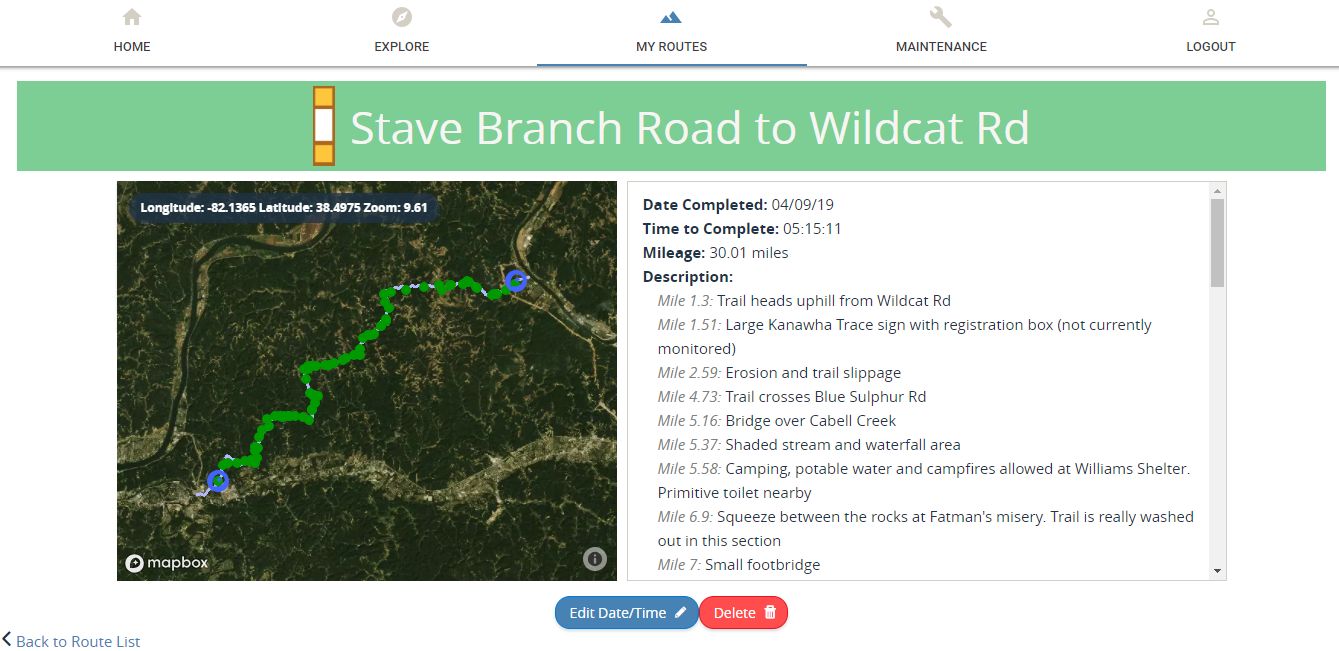 HOME
EXPLORE
MY ROUTES
MAINTENANCE
LOGOUT
Stave Branch Road to Wildcat Rd
Longitude: -82.1365 Latitude: 38.4975 Zoom: 9.61
mapbox
Date Completed: 04/09/19
Time to Complete: 05:15:11
Mileage: 30.01 miles
Description:
Mile 1.3: Trail heads uphill from Wildcat Rd
Mile 1.51: Large Kanawha Trace sign with registration box (not currently
monitored)
Mile 2.59: Erosion and trail slippage
Mile 4.73: Trail crosses Blue Sulphur Rd
Mile 5.16: Bridge over Cabell Creek
Mile 5.37: Shaded stream and waterfall area
Mile 5.58: Camping, potable water and campfires allowed at Williams Shelter.
Primitive toilet nearby
Mile 6.9: Squeeze between the rocks at Fatman's misery. Trail is really washed
out in this section
Mile 7: Small footbridge
Edit Date/Time
Delete
Back to Route List